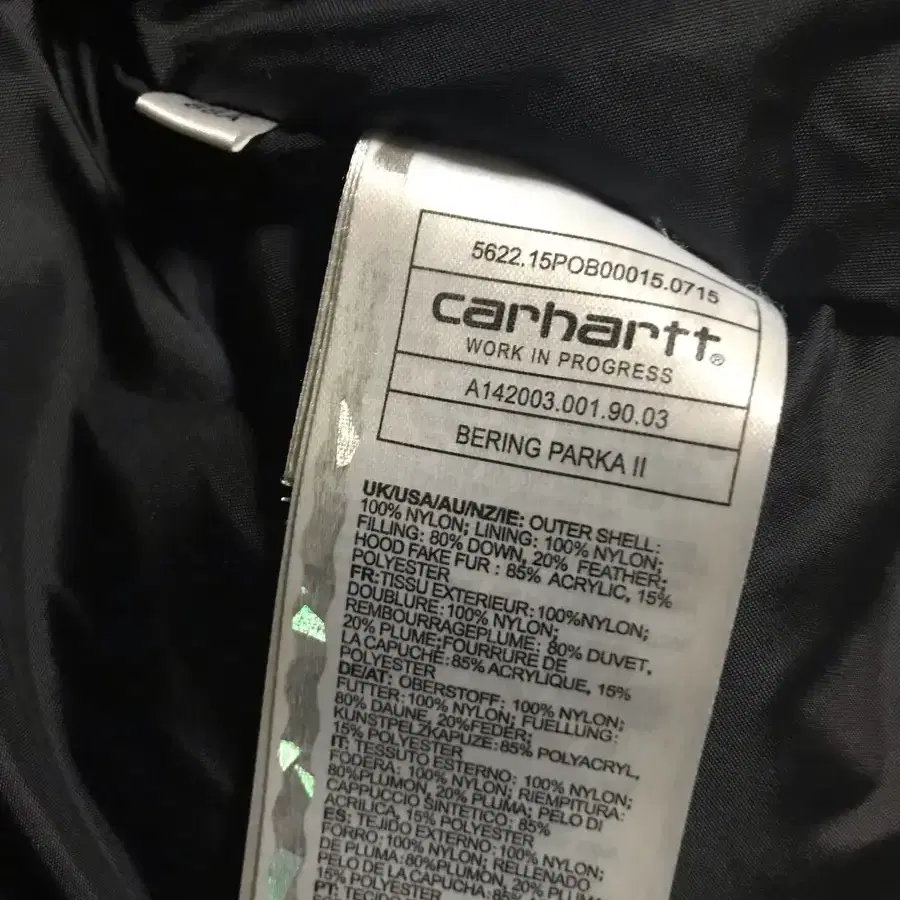 5622.15POB00015.0715
carhartt®
WORK IN PROGRESS
A142003.001.90.03
BERING PARKA II
UK/USA/AU/NZ/IE: OUTER SHELL:
100% NYLON; LINING: 100% NYLON;
FILLING: 80% DOWN, 20% FEATHER;
HOOD FAKE FUR : 85% ACRYLIC, 15%
POLYESTER
FR:TISSU EXTERIEUR:100%NYLON;
DOUBLURE:100% NYLON;
REMBOURRAGEPLUME : 80% DUVET,
20% PLUME;FOURRURE DE
LA CAPUCHE:85% ACRYLIQUE, 15%
POLYESTER
DE/AT: OBERSTOFF: 100% NYLON;
FUTTER:100% NYLON; FUELLUNG:
80% DAUNE, 20%FEDER;
KUNSTPELZKAPUZE:85% POLYACRYL,
15% POLYESTER
IT: TESSUTO ESTERNO: 100% NYLON;
FODERA: 100% NYLON; RIEMPITURA:
80%PLUMON, 20% PLUMA; PELO DI
CAPPUCCIO SINTETICO: 85%
ACRILICA, 15% POLYESTER
ES: TEJIDO EXTERNO: 100% NYLON;
FORRO:100% NYLON; RELLENADO
DE PLUMA:80%PLUMON, 20% PLUMA;
PELO DE LA CAPUCHA:85%
15% POLYESTER
PT: TECIDO